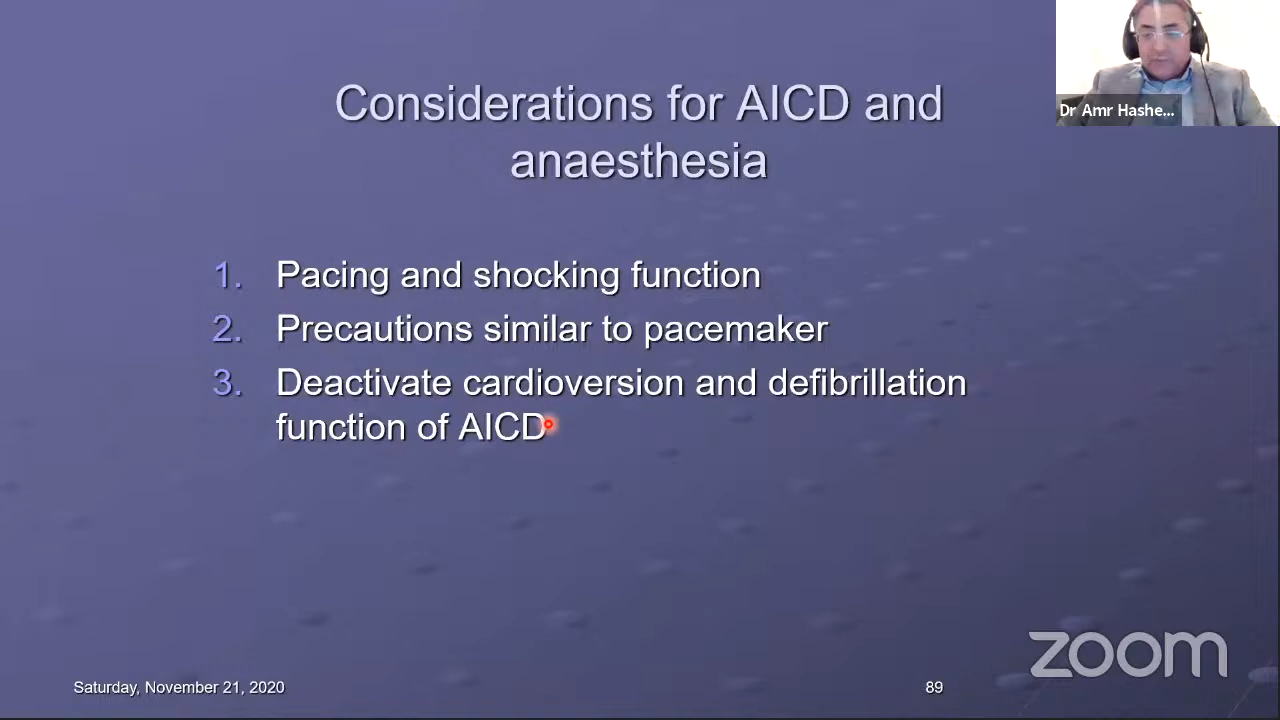 Dr Amr Hashe...
Considerations for AICD and
anaesthesia
1. Pacing and shocking function
2. Precautions similar to pacemaker
3. Deactivate cardioversion and defibrillation
function of AICD
zoom
Saturday, November 21, 2020
89